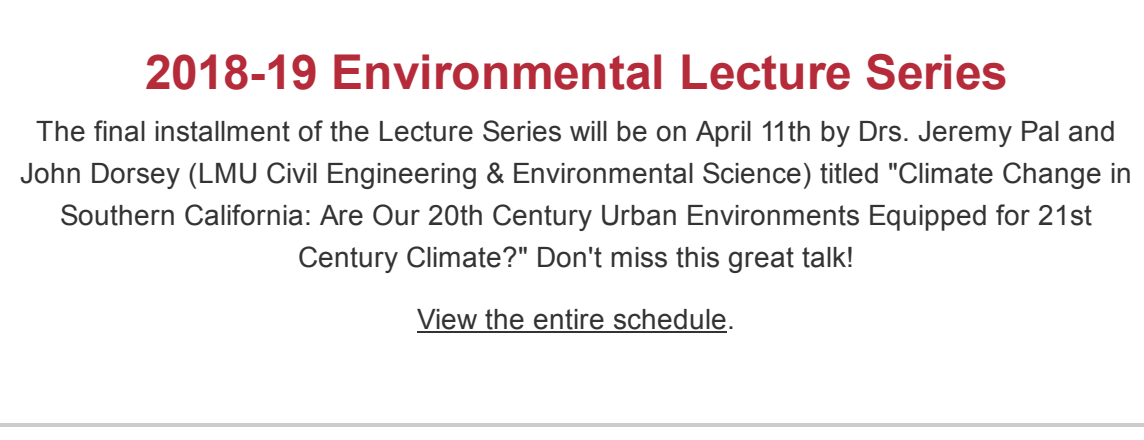 2018-19 Environmental Lecture Series
The final installment of the Lecture Series will be on April 11th by Drs. Jeremy Pal and
John Dorsey (LMU Civil Engineering & Environmental Science) titled "Climate Change in
Southern California: Are Our 20th Century Urban Environments Equipped for 21st
Century Climate?" Don't miss this great talk!
View the entire schedule.